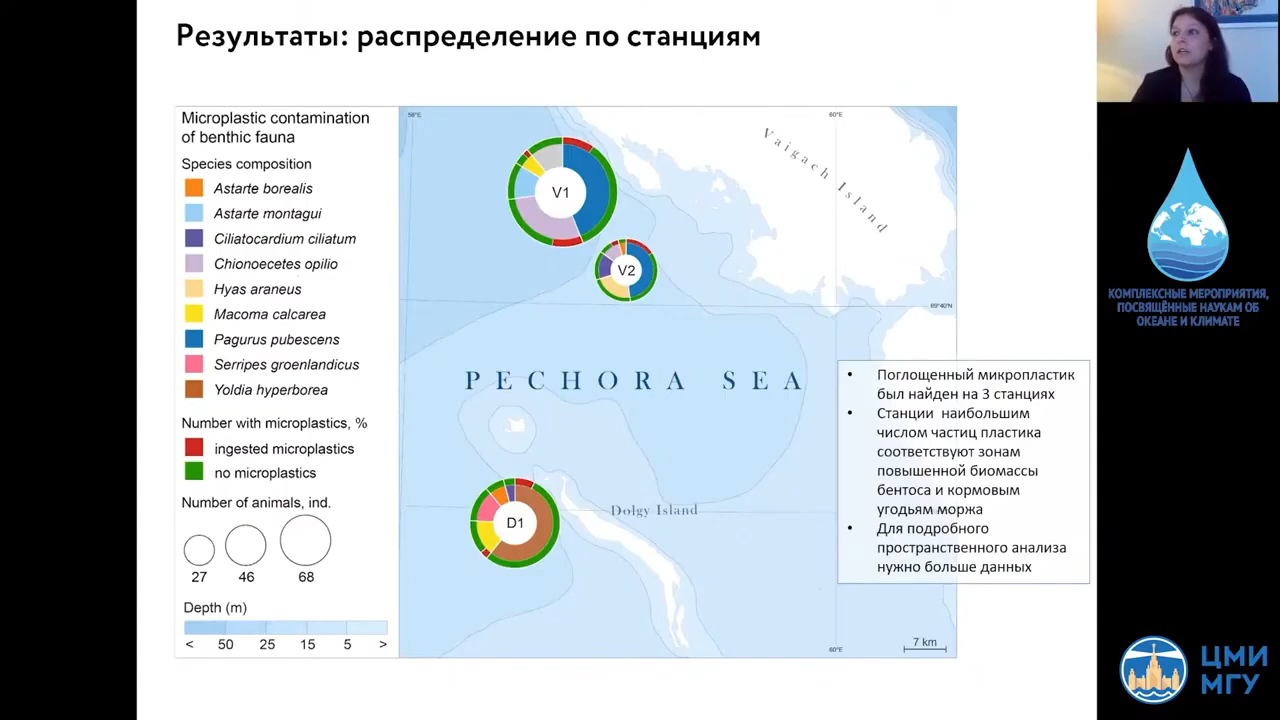 Результаты: распределение по станциям
Microplastic contamination
of benthic fauna
Species composition
Astarte borealis
Astarte montagui
Ciliatocardium ciliatum
Chionoecetes opilio
Hyas araneus
Macoma calcarea
Pagurus pubescens
Serripes groenlandicus
Yoldia hyperborea
Number with microplastics, %
ingested microplastics
no microplastics
Number of animals, ind.
27 46 68
Depth (m)
< 50 25 15 5 >
58°E
60°E
Vaigach Island
V1
V2
69°40'N
PECHORA SEA
D1
Dolgy Island
60°E
7 km
• Поглощенный микропластик
был найден на 3 станциях
• Станции наибольшим
числом частиц пластика
соответствуют зонам
повышенной биомассы
бентоса и кормовым
угодьям моржа
• Для подробного
пространственного анализа
нужно больше данных
КОМПЛЕКСНЫЕ МЕРОПРИЯТИЯ,
ПОСВЯЩЁННЫЕ НАУКАМ ОБ
ОКЕАНЕ И КЛИМАТЕ
ЦМИ
МГУ